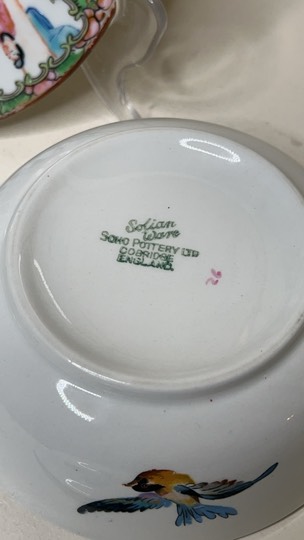 Solian
Ware
SOHO POTTERY LTD
COBRIDGE
ENGLAND.